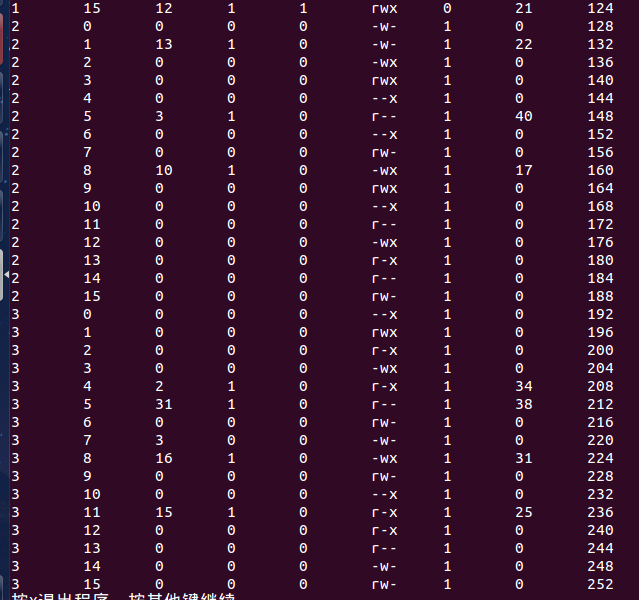 1 15 12 1 1 rwx 0 21 124
2 0 0 0 0 -w- 1 0 128
2 1 13 1 0 -w- 1 22 132
2 2 0 0 0 -wx 1 0 136
2 3 0 0 0 rwx 1 0 140
2 4 0 0 0 --x 1 0 144
2 5 3 1 0 r-- 1 40 148
2 6 0 0 0 --x 1 0 152
2 7 0 0 0 rw- 1 0 156
2 8 10 1 0 -wx 1 17 160
2 9 0 0 0 rwx 1 0 164
2 10 0 0 0 --x 1 0 168
2 11 0 0 0 r-- 1 0 172
2 12 0 0 0 -wx 1 0 176
2 13 0 0 0 r-x 1 0 180
2 14 0 0 0 r-- 1 0 184
2 15 0 0 0 rw- 1 0 188
3 0 0 0 0 --x 1 0 192
3 1 0 0 0 rwx 1 0 196
3 2 0 0 0 r-x 1 0 200
3 3 0 0 0 -wx 1 0 204
3 4 2 1 0 r-x 1 34 208
3 5 31 1 0 r-- 1 38 212
3 6 0 0 0 rw- 1 0 216
3 7 3 0 0 -w- 1 0 220
3 8 16 1 0 -wx 1 31 224
3 9 0 0 0 rw- 1 0 228
3 10 0 0 0 --x 1 0 232
3 11 15 1 0 r-x 1 25 236
3 12 0 0 0 r-x 1 0 240
3 13 0 0 0 r-- 1 0 244
3 14 0 0 0 -w- 1 0 248
3 15 0 0 0 rw- 1 0 252
按x退出程序，按其他键继续